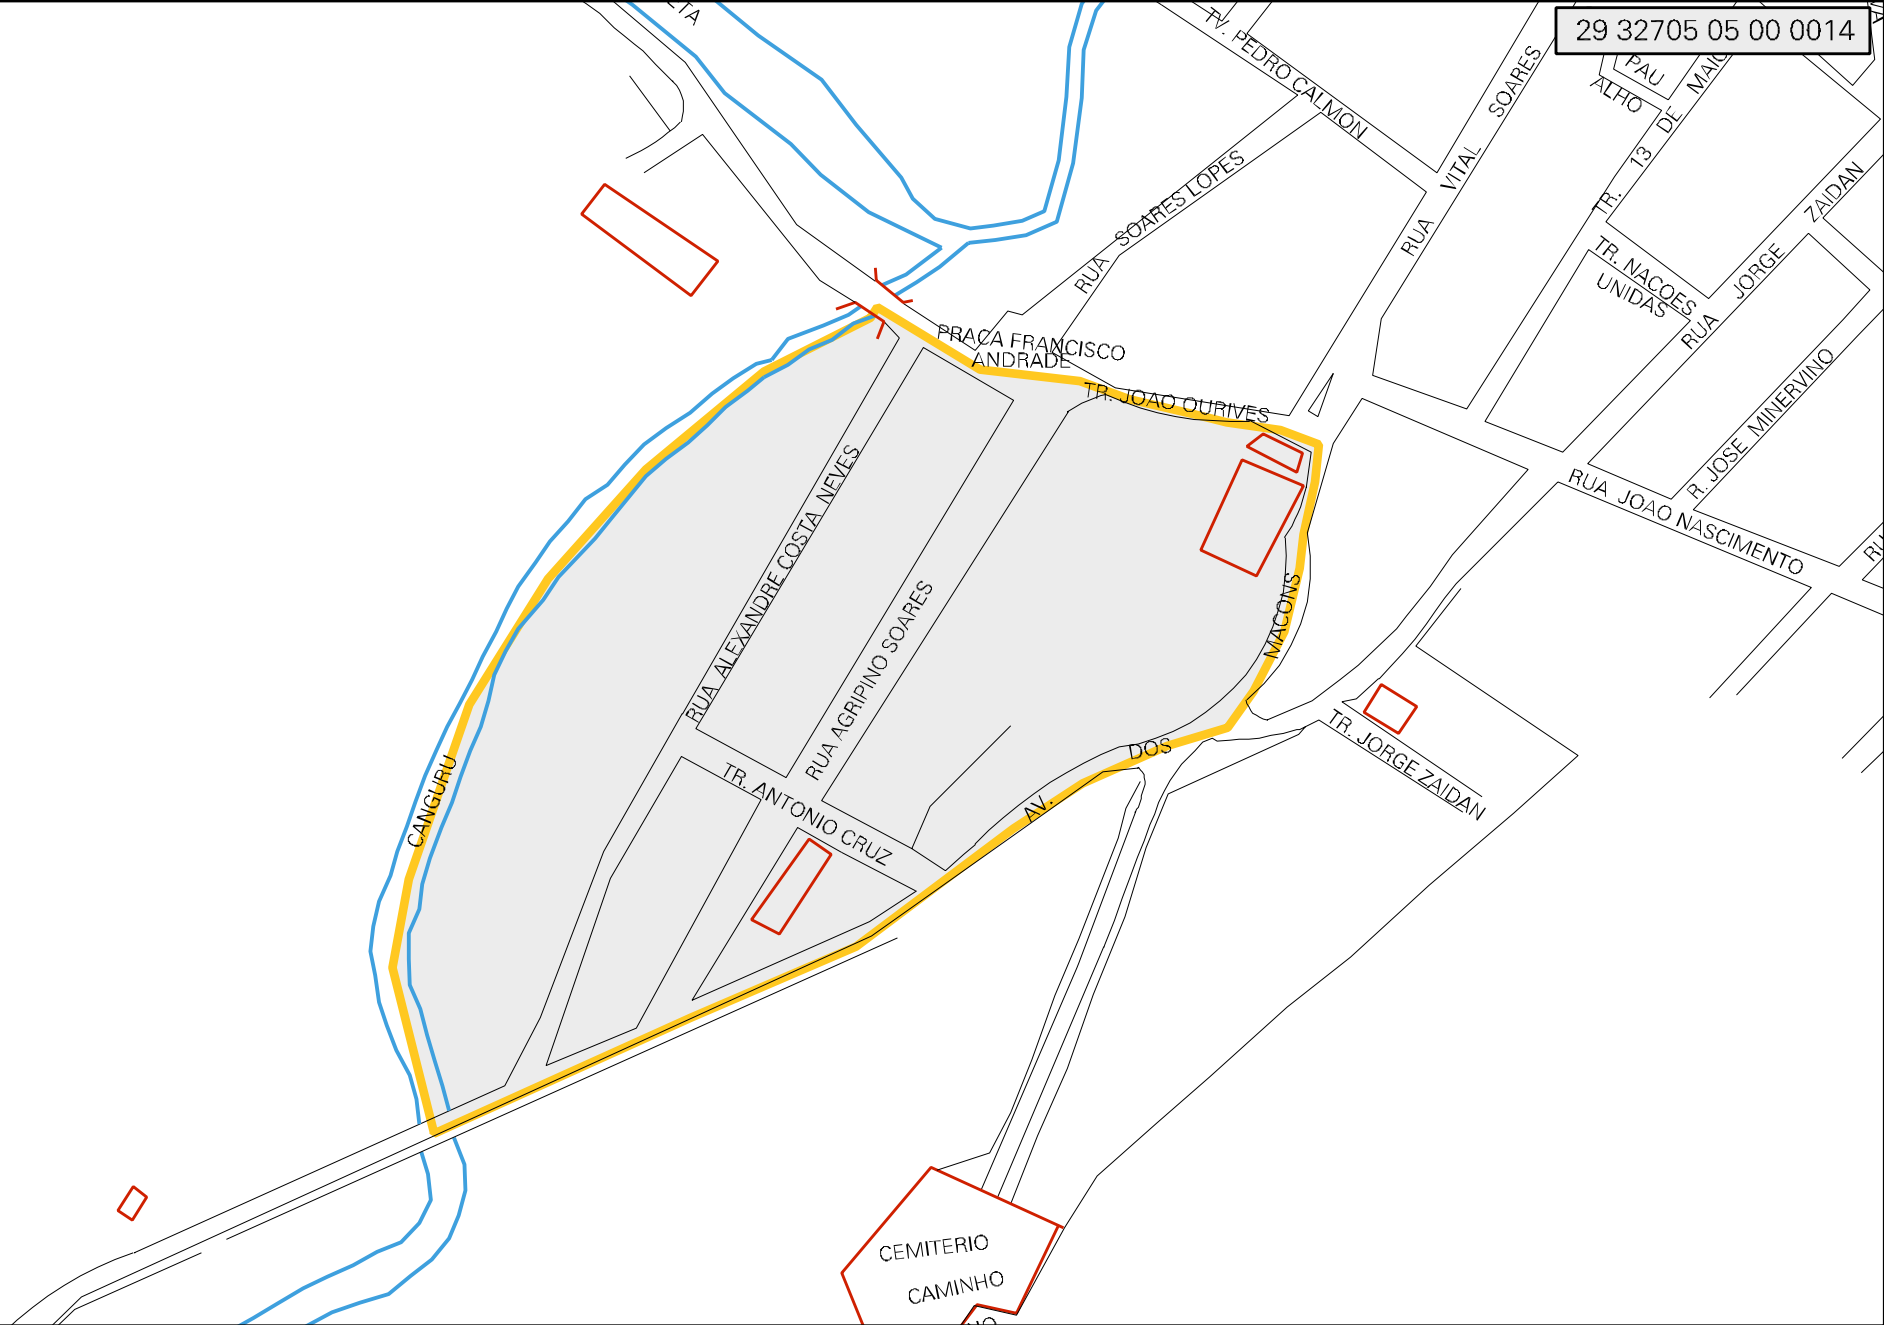 29 32705 05 00 0014
ETA
TV. PEDRO CALMON
RUA VITAL SOARES
PAU
ALHO
TR. 13 DE MAIO
RUA SOARES LOPES
RUA JORGE ZAIDAN
TR. NACOES
UNIDAS
PRACA FRANCISCO
ANDRADE
TR. JOAO OURIVES
R. JOSE MINERVINO
RUA JOAO NASCIMENTO
RUA ALEXANDRE COSTA NEVES
RUA AGRIPINO SOARES
AV. DOS MACONS
CANGURU
TR. ANTONIO CRUZ
TR. JORGE ZAIDAN
CEMITERIO
CAMINHO